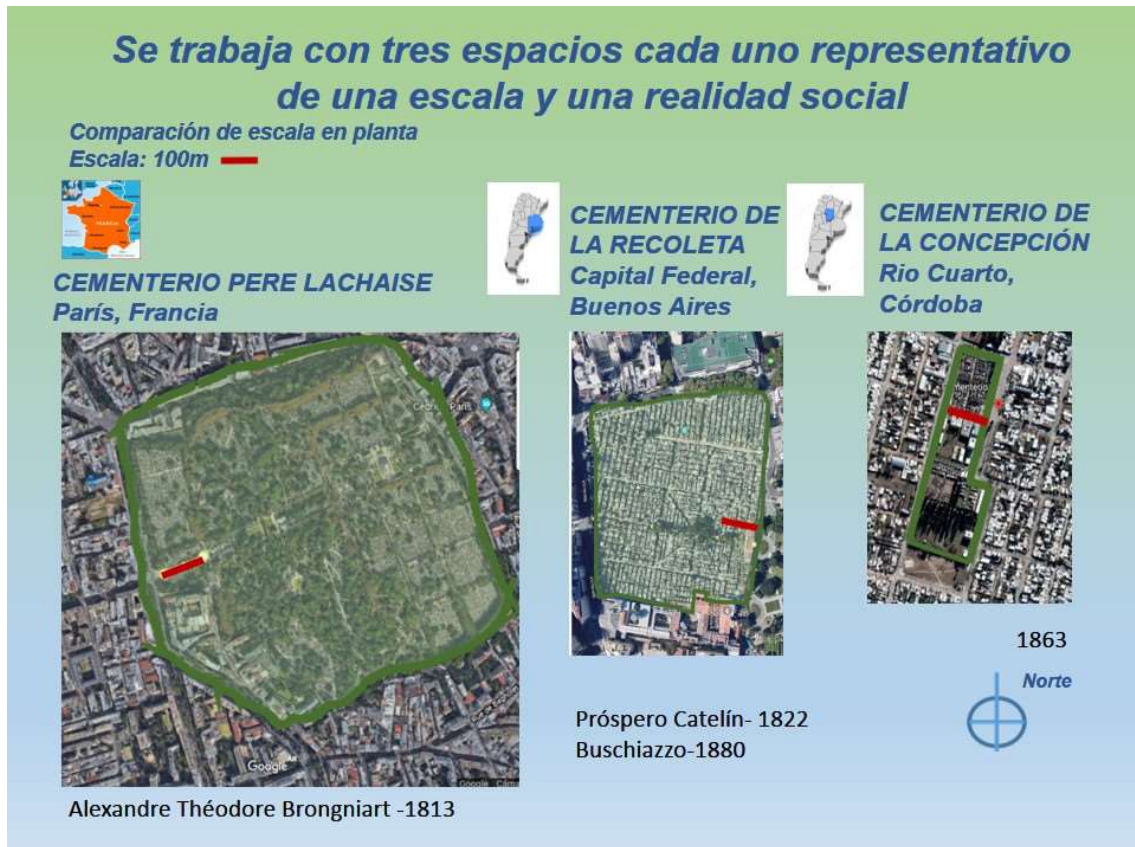 Se trabaja con tres espacios cada uno representativo
de una escala y una realidad social
Comparación de escala en planta
Escala: 100m
FRANCIA
CEMENTERIO PERE LACHAISE
París, Francia
CEMENTERIO DE
LA RECOLETA
Capital Federal,
Buenos Aires
CEMENTERIO DE
LA CONCEPCIÓN
Rio Cuarto,
Córdoba
Google
Alexandre Théodore Brongniart -1813
Próspero Catelín- 1822
Buschiazzo-1880
1863
Norte